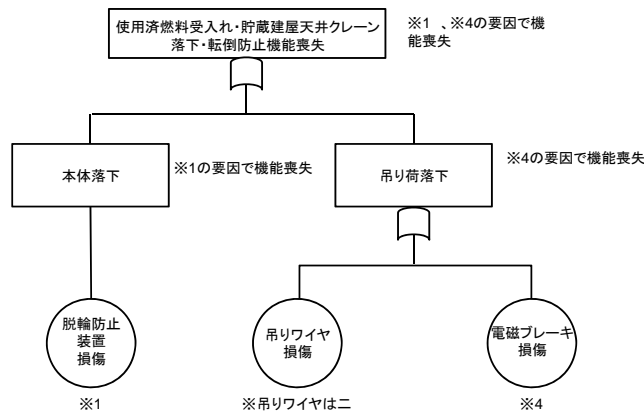 使用済燃料受入れ・貯蔵建屋天井クレーン
落下・転倒防止機能喪失
※1 、※4の要因で機
能喪失
本体落下
※1の要因で機能喪失
吊り荷落下
※4の要因で機能喪失
脱輪防止
装置
損傷
吊りワイヤ
損傷
電磁ブレーキ
損傷
※1
※吊りワイヤは二
※4